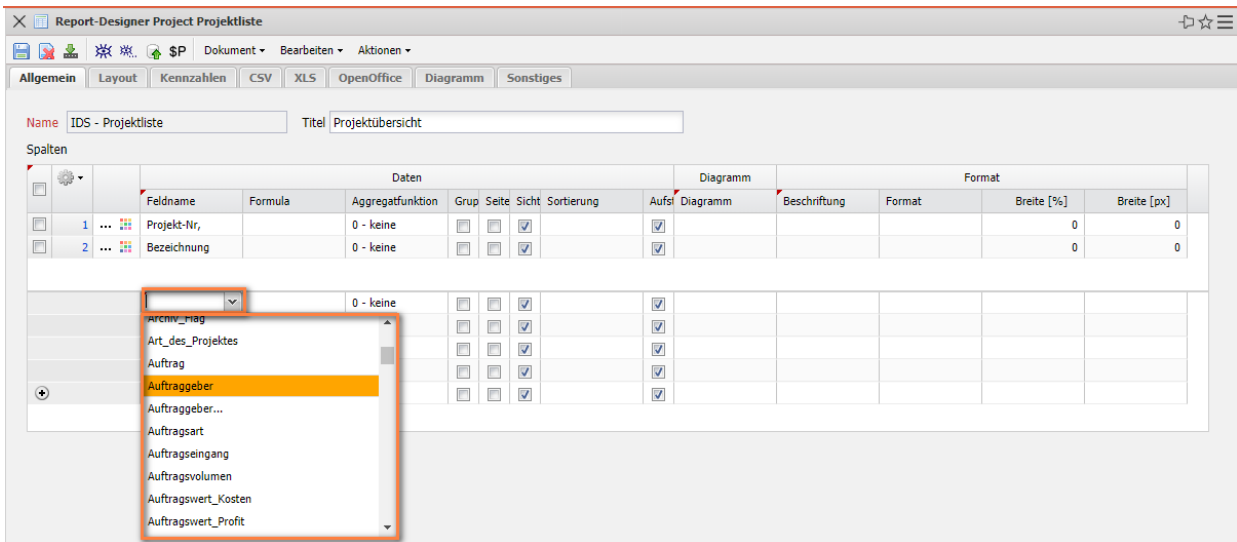 Report-Designer Project Projektliste
$P Dokument Bearbeiten Aktionen
Allgemein Layout Kennzahlen CSV XLS OpenOffice Diagramm Sonstiges
Name IDS - Projektliste Titel Projektübersicht
Spalten
Daten Diagramm Format
Feldname Formula Aggregatfunktion Grup Seite Sicht Sortierung Aufst Diagramm Beschriftung Format Breite [%] Breite [px]
1 ... Projekt-Nr, 0 - keine 0 0
2 ... Bezeichnung 0 - keine 0 0
0 - keine
Archiv_Flag
Art_des_Projektes
Auftrag
Auftraggeber
Auftraggeber...
Auftragsart
Auftragseingang
Auftragsvolumen
Auftragswert_Kosten
Auftragswert_Profit